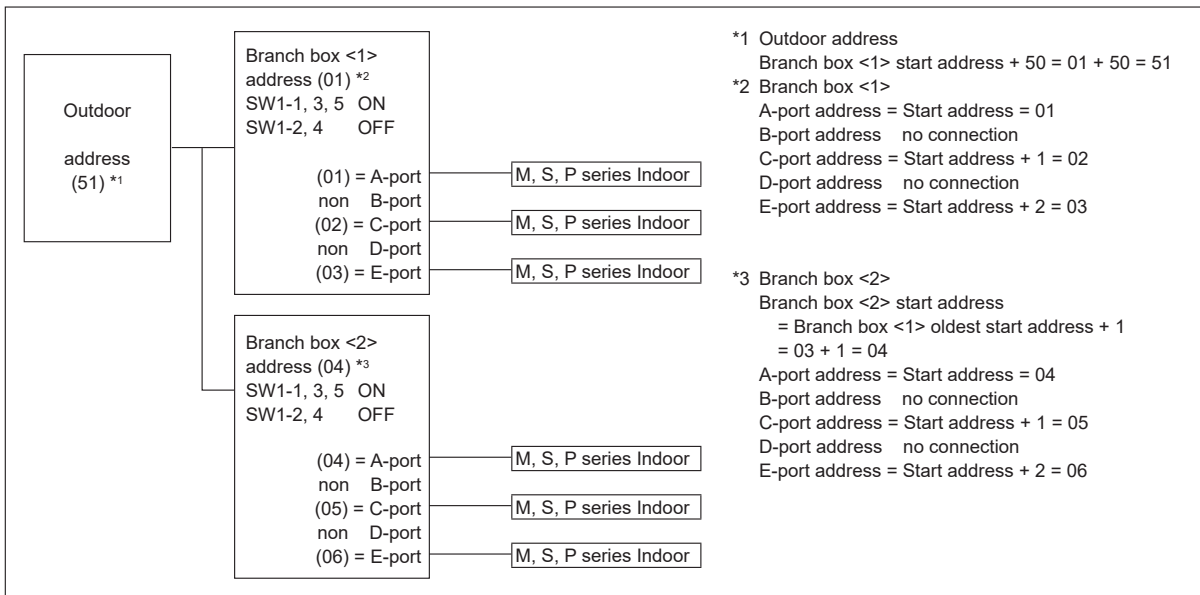 Outdoor
address
(51) *1
Branch box <1>
address (01) *2
SW1-1, 3, 5 ON
SW1-2, 4 OFF
(01) = A-port
non B-port
(02) = C-port
non D-port
(03) = E-port
M, S, P series Indoor
M, S, P series Indoor
M, S, P series Indoor
Branch box <2>
address (04) *3
SW1-1, 3, 5 ON
SW1-2, 4 OFF
(04) = A-port
non B-port
(05) = C-port
non D-port
(06) = E-port
M, S, P series Indoor
M, S, P series Indoor
M, S, P series Indoor
*1 Outdoor address
Branch box <1> start address + 50 = 01 + 50 = 51
*2 Branch box <1>
A-port address = Start address = 01
B-port address no connection
C-port address = Start address + 1 = 02
D-port address no connection
E-port address = Start address + 2 = 03
*3 Branch box <2>
Branch box <2> start address
= Branch box <1> oldest start address + 1
= 03 + 1 = 04
A-port address = Start address = 04
B-port address no connection
C-port address = Start address + 1 = 05
D-port address no connection
E-port address = Start address + 2 = 06